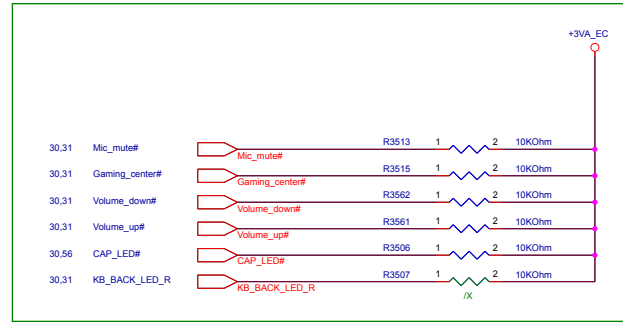 +3VA_EC
30,31 Mic_mute# R3513 1 2 10KOhm
Mic_mute#
30,31 Gaming_center# R3515 1 2 10KOhm
Gaming_center#
30,31 Volume_down# R3562 1 2 10KOhm
Volume_down#
30,31 Volume_up# R3561 1 2 10KOhm
Volume_up#
30,56 CAP_LED# R3506 1 2 10KOhm
CAP_LED#
30,31 KB_BACK_LED_R R3507 1 2 10KOhm
KB_BACK_LED_R
/X